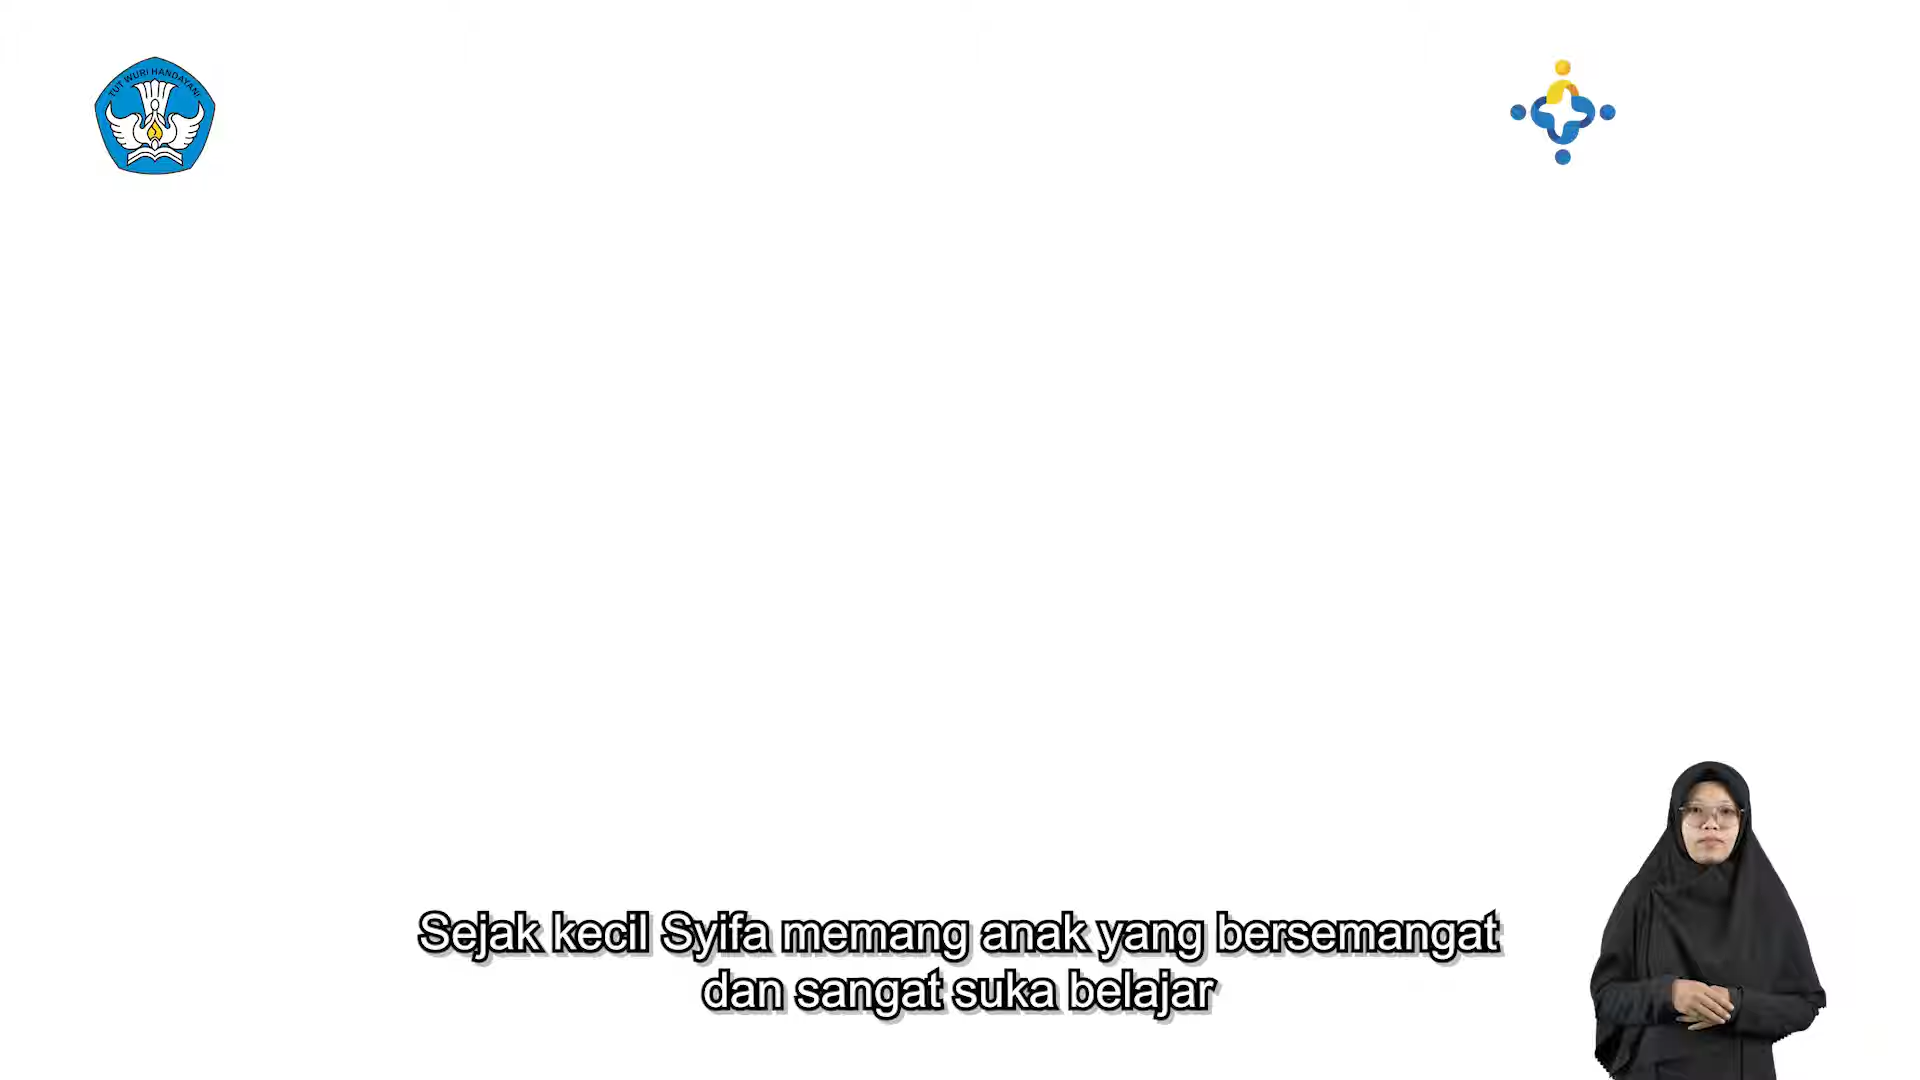 TUT WURI HANDAYANI
Sejak kecil Syifa memang anak yang bersemangat
dan sangat suka belajar